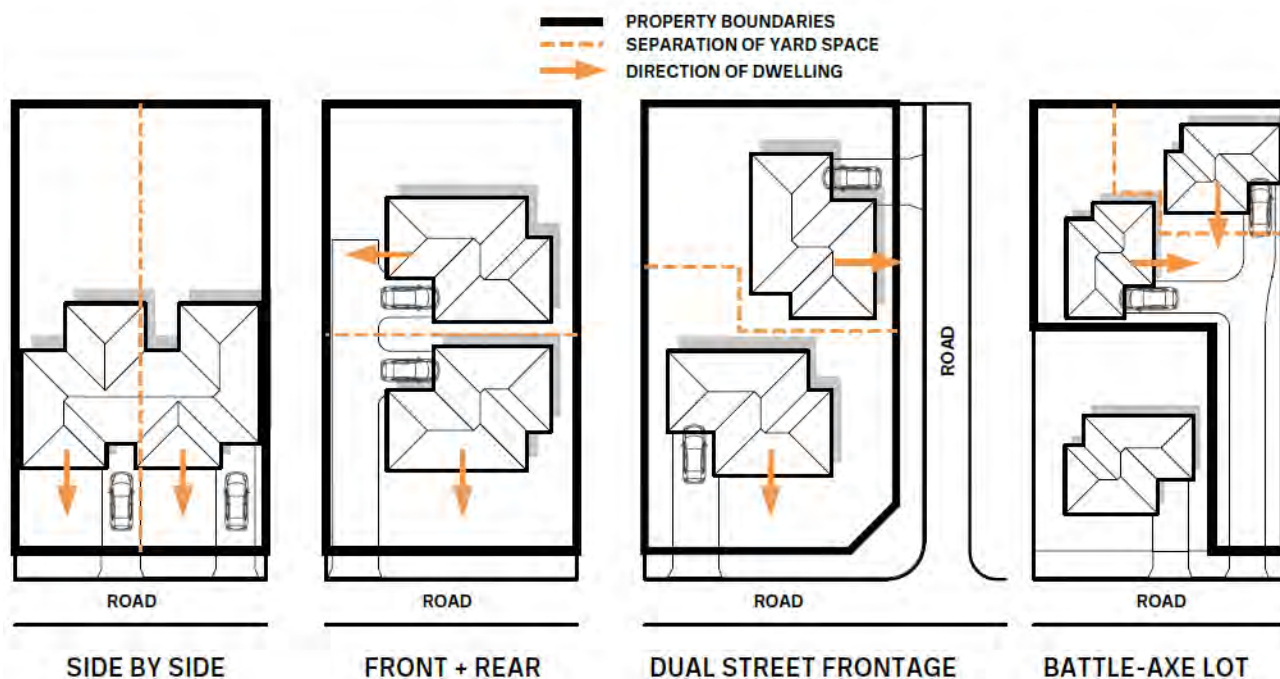 PROPERTY BOUNDARIES
SEPARATION OF YARD SPACE
DIRECTION OF DWELLING
ROAD
ROAD
ROAD
ROAD
ROAD
SIDE BY SIDE
FRONT + REAR
DUAL STREET FRONTAGE
BATTLE-AXE LOT